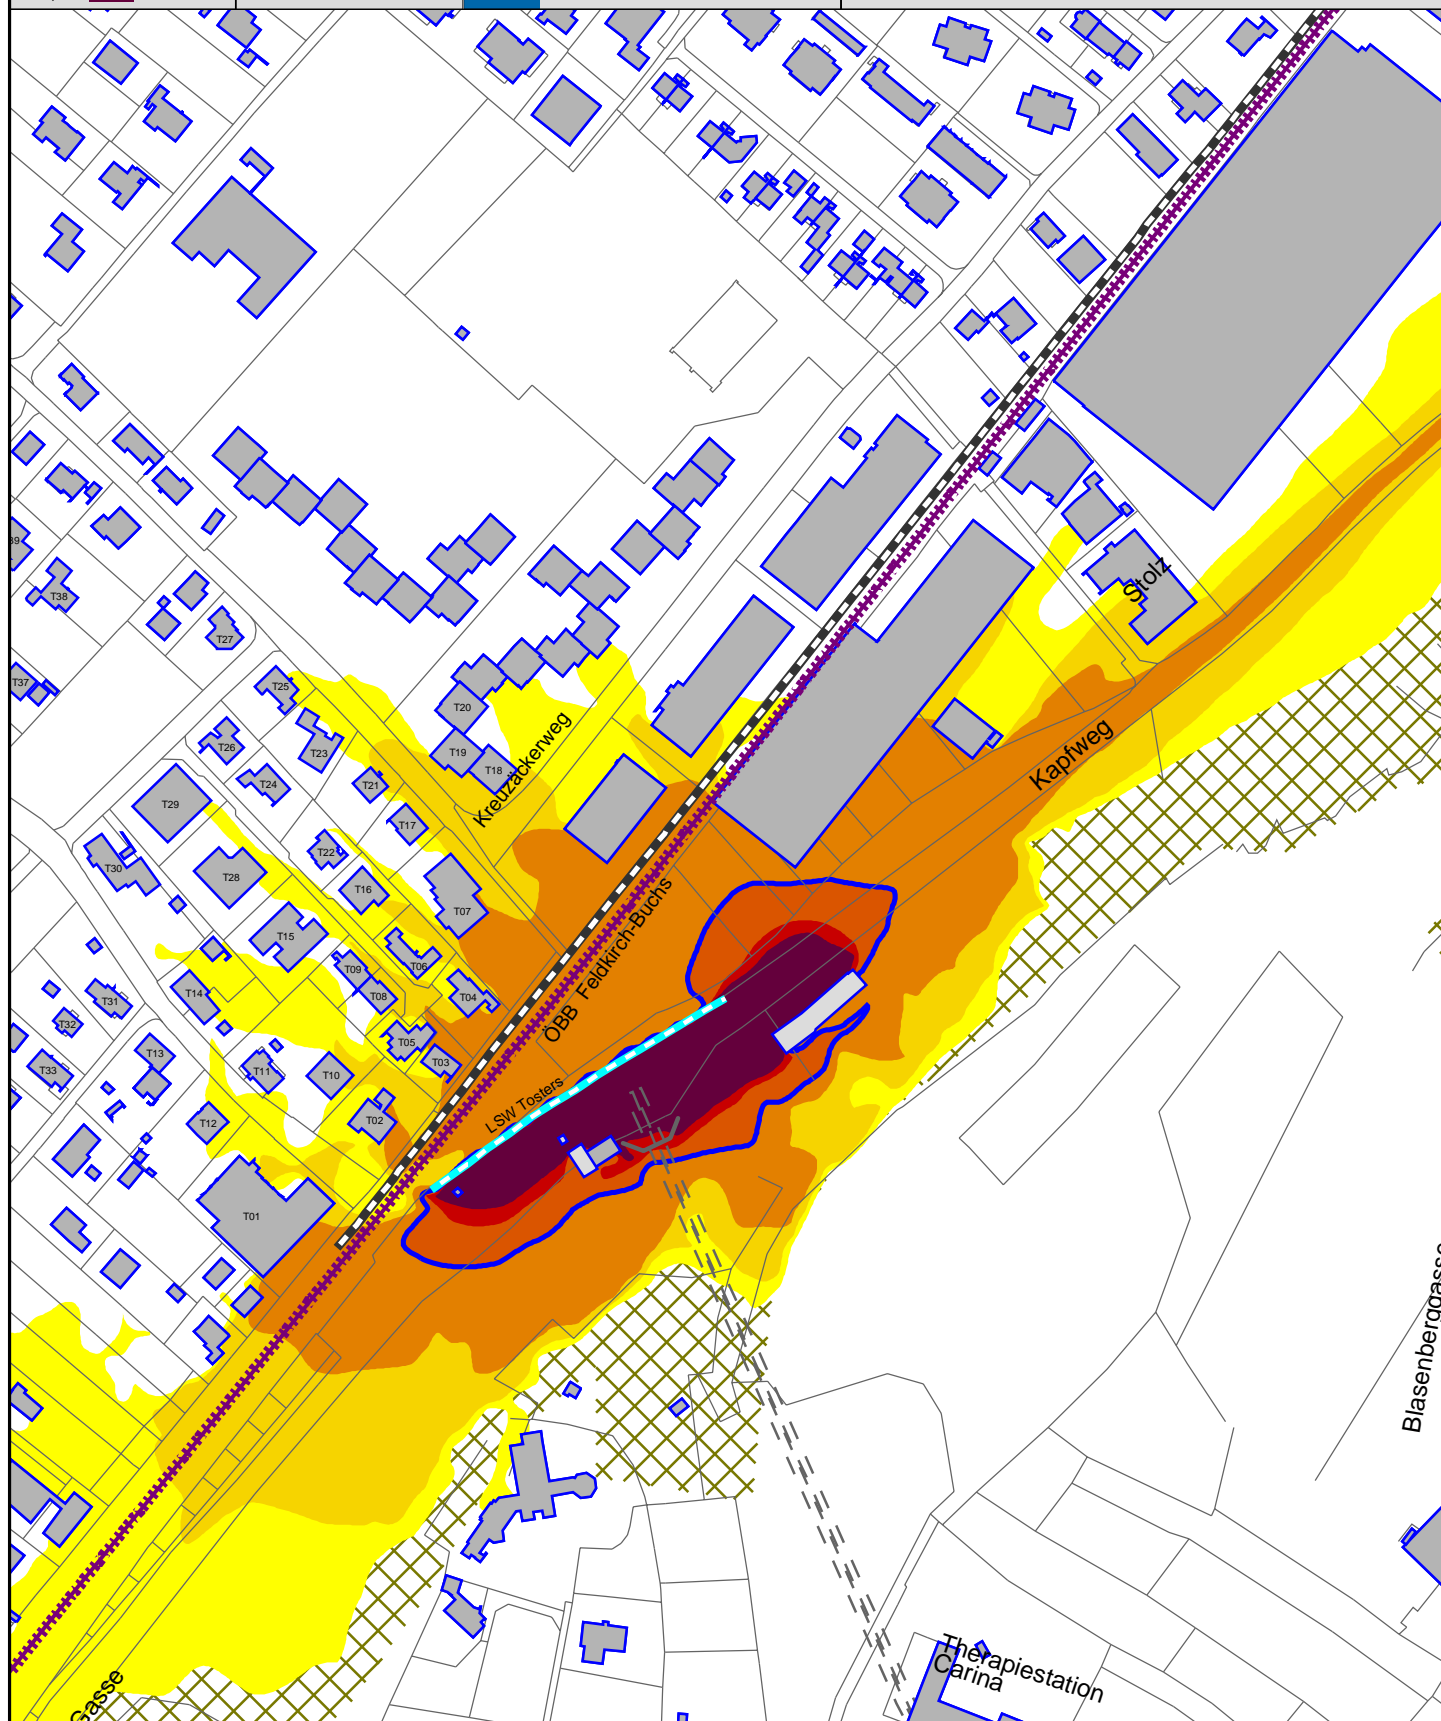 39
T38
T27
T37
T25
T20
Stolz
T26
T23
T19
T18
Kreuzäckerweg
Kapfweg
T24
T21
T29
T17
T22
T30
T28
T16
T07
T15
ÖBB Feldkirch-Buchs
T09
T06
T08
T04
T14
T31
T32
T05
T03
T13
T33
T11
T10
LSW Tosters
T12
T02
T01
Blasenberggasse
Gasse
Therapiestation
Carina